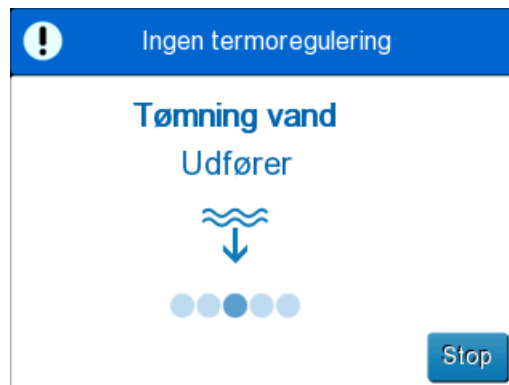 Ingen termoregulering
Tømning vand
Udfører
Stop